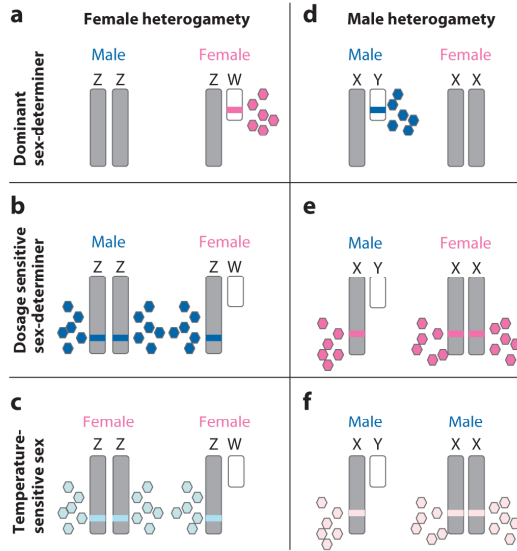 Female heterogamety
Male heterogamety
Dominant
sex-determiner
a
Male
Female
Z Z
Z W
d
Male
Female
X Y
X X
Dosage sensitive
sex-determiner
b
Male
Female
Z Z
Z W
e
Male
Female
X Y
X X
Temperature-
sensitive sex
c
Female
Female
Z Z
Z W
f
Male
Male
X Y
X X